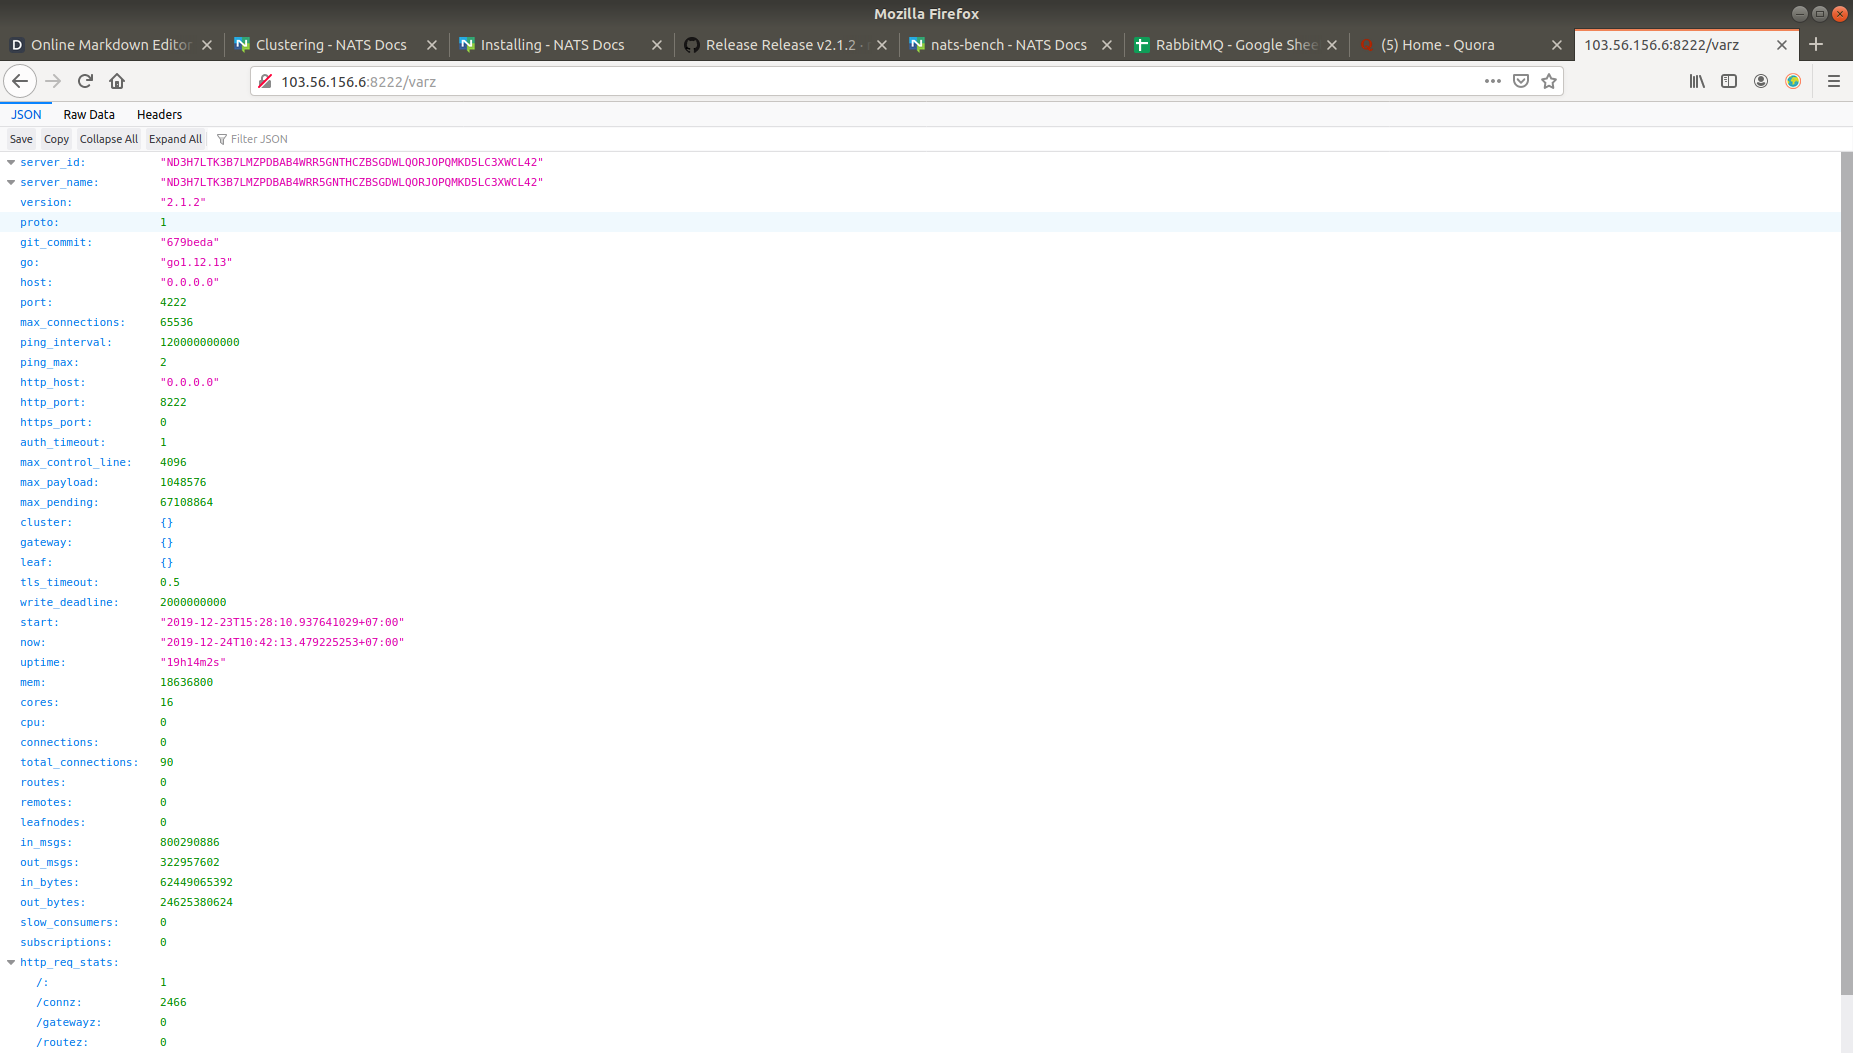 Mozilla Firefox
Online Markdown Editor
Clustering - NATS Docs
Installing - NATS Docs
Release Release v2.1.2 ·
nats-bench - NATS Docs
RabbitMQ - Google Shee
(5) Home - Quora
103.56.156.6:8222/varz
103.56.156.6:8222/varz
JSON Raw Data Headers
Save Copy Collapse All Expand All Filter JSON
server_id: "ND3H7LTK3B7LMZPDBAB4WRR5GNTHCZBSGDWLQORJOPQMKD5LC3XWCL42"
server_name: "ND3H7LTK3B7LMZPDBAB4WRR5GNTHCZBSGDWLQORJOPQMKD5LC3XWCL42"
version: "2.1.2"
proto: 1
git_commit: "679beda"
go: "go1.12.13"
host: "0.0.0.0"
port: 4222
max_connections: 65536
ping_interval: 120000000000
ping_max: 2
http_host: "0.0.0.0"
http_port: 8222
https_port: 0
auth_timeout: 1
max_control_line: 4096
max_payload: 1048576
max_pending: 67108864
cluster: {}
gateway: {}
leaf: {}
tls_timeout: 0.5
write_deadline: 2000000000
start: "2019-12-23T15:28:10.937641029+07:00"
now: "2019-12-24T10:42:13.479225253+07:00"
uptime: "19h14m2s"
mem: 18636800
cores: 16
cpu: 0
connections: 0
total_connections: 90
routes: 0
remotes: 0
leafnodes: 0
in_msgs: 800290886
out_msgs: 322957602
in_bytes: 62449065392
out_bytes: 24625380624
slow_consumers: 0
subscriptions: 0
http_req_stats:
/: 1
/connz: 2466
/gatewayz: 0
/routez: 0